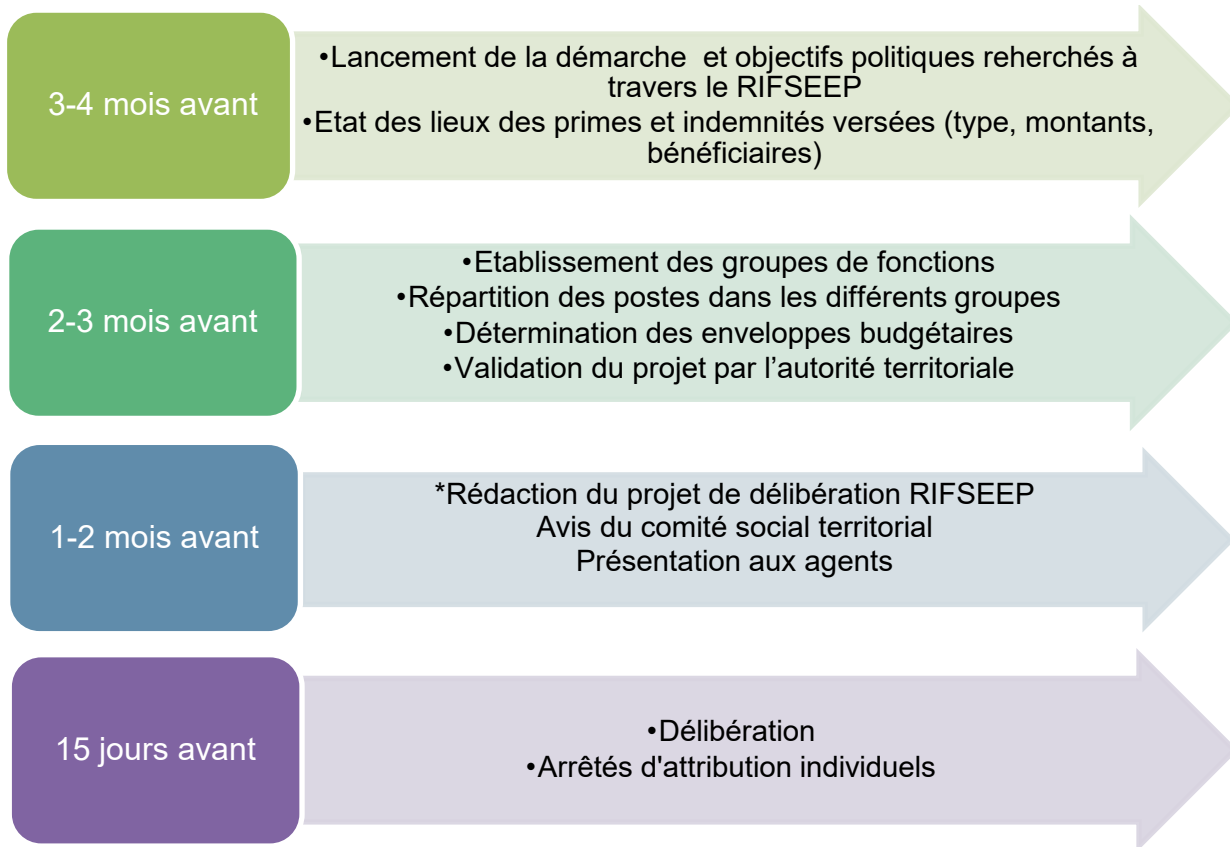 3-4 mois avant
•Lancement de la démarche et objectifs politiques reherchés à
travers le RIFSEEP
•Etat des lieux des primes et indemnités versées (type, montants,
bénéficiaires)
2-3 mois avant
•Etablissement des groupes de fonctions
•Répartition des postes dans les différents groupes
•Détermination des enveloppes budgétaires
•Validation du projet par l’autorité territoriale
1-2 mois avant
*Rédaction du projet de délibération RIFSEEP
Avis du comité social territorial
Présentation aux agents
15 jours avant
•Délibération
•Arrêtés d'attribution individuels